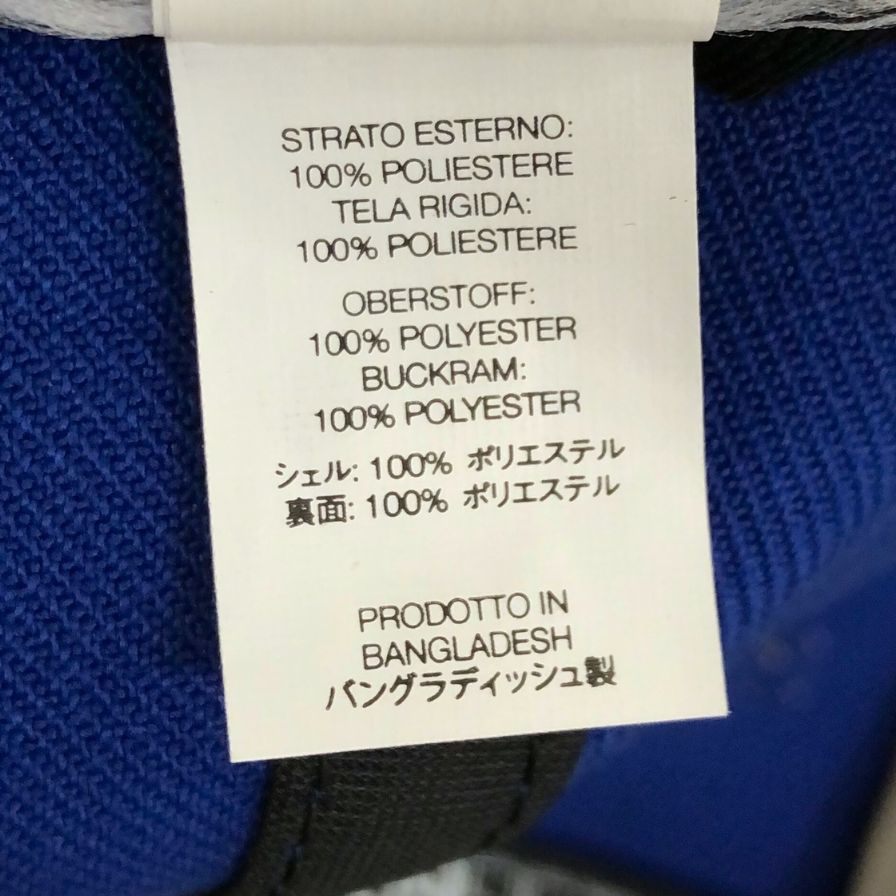 STRATO ESTERNO:
100% POLIESTERE
TELA RIGIDA:
100% POLIESTERE
OBERSTOFF:
100% POLYESTER
BUCKRAM:
100% POLYESTER
シェル: 100% ポリエステル
裏面: 100% ポリエステル
PRODOTTO IN
BANGLADESH
バングラディッシュ製